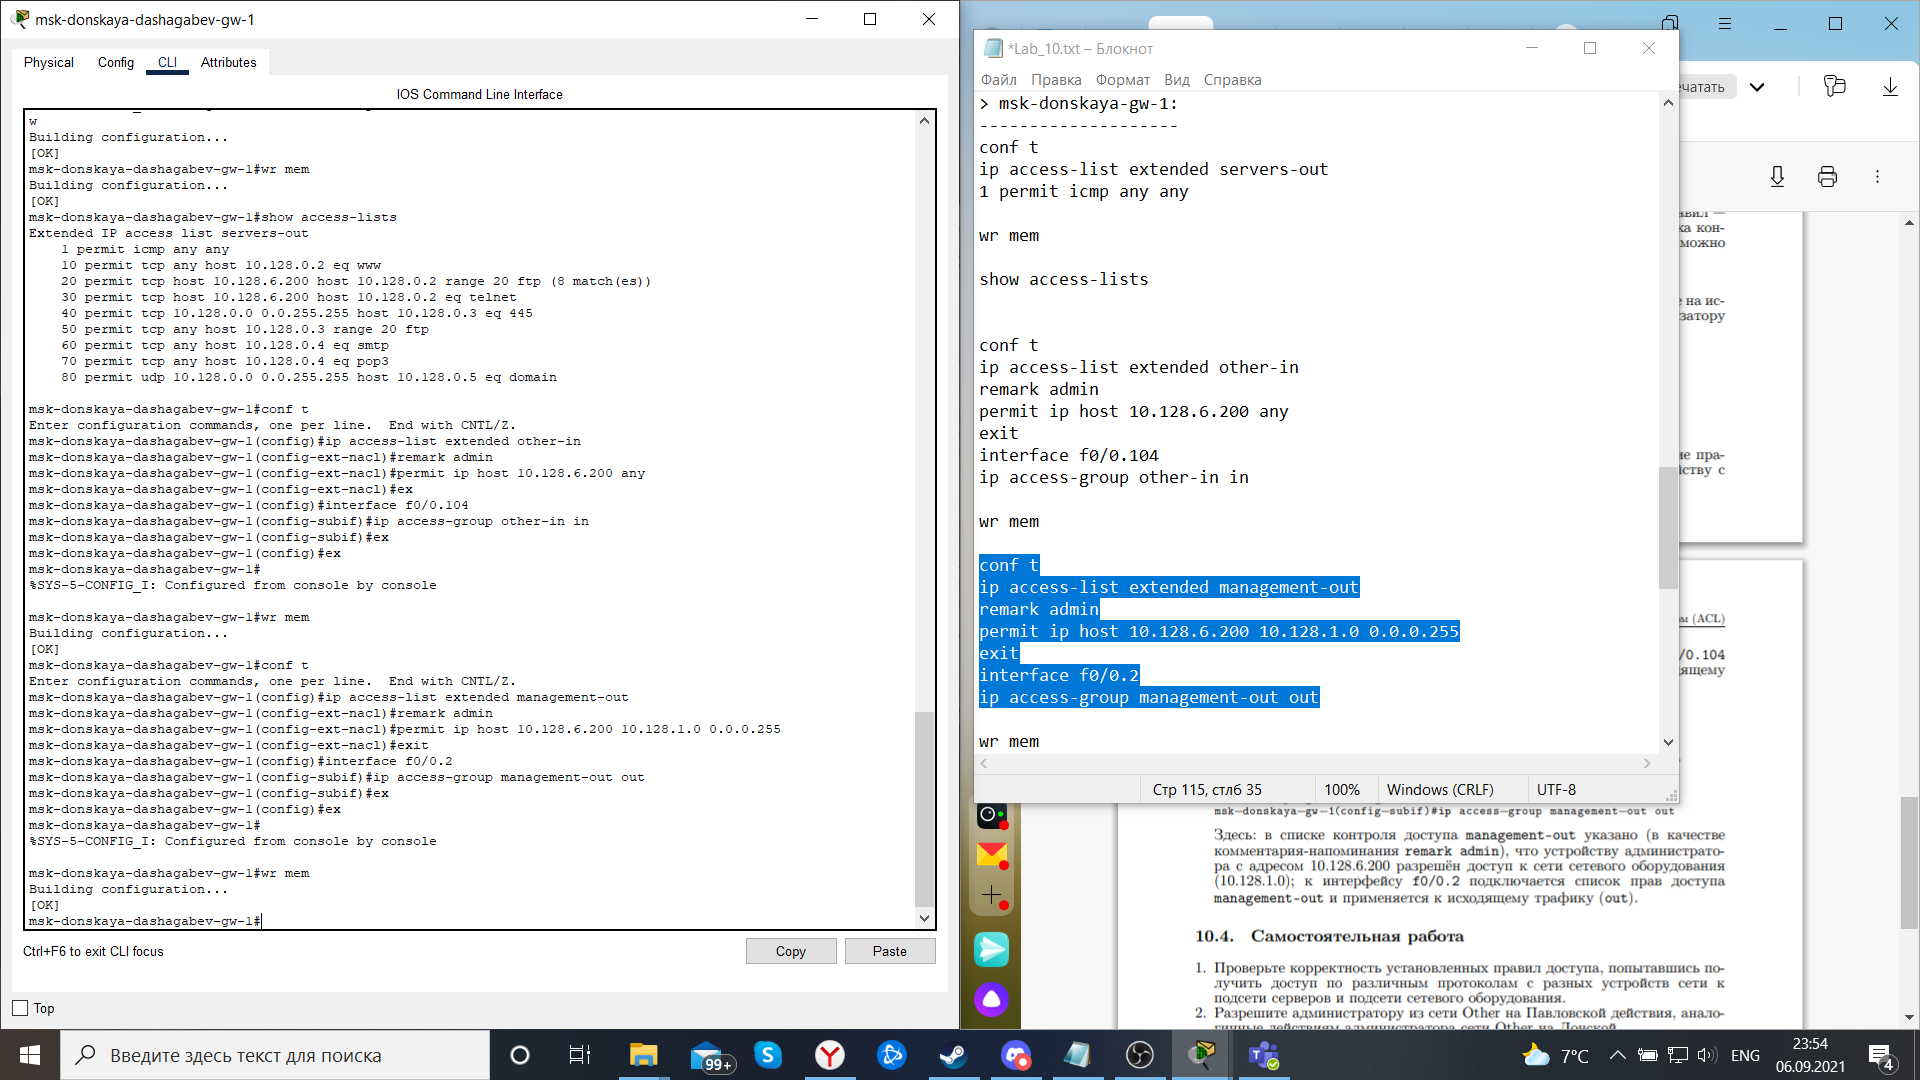 msk-donskaya-dashagabev-gw-1
Physical Config CLI Attributes
IOS Command Line Interface
w
Building configuration...
[OK]
msk-donskaya-dashagabev-gw-1#wr mem
Building configuration...
[OK]
msk-donskaya-dashagabev-gw-1#show access-lists
Extended IP access list servers-out
1 permit icmp any any
10 permit tcp any host 10.128.0.2 eq www
20 permit tcp host 10.128.6.200 host 10.128.0.2 range 20 ftp (8 match(es))
30 permit tcp host 10.128.6.200 host 10.128.0.2 eq telnet
40 permit tcp 10.128.0.0 0.0.255.255 host 10.128.0.3 eq 445
50 permit tcp any host 10.128.0.3 range 20 ftp
60 permit tcp any host 10.128.0.4 eq smtp
70 permit tcp any host 10.128.0.4 eq pop3
80 permit udp 10.128.0.0 0.0.255.255 host 10.128.0.5 eq domain
msk-donskaya-dashagabev-gw-1#conf t
Enter configuration commands, one per line. End with CNTL/Z.
msk-donskaya-dashagabev-gw-1(config)#ip access-list extended other-in
msk-donskaya-dashagabev-gw-1(config-ext-nacl)#remark admin
msk-donskaya-dashagabev-gw-1(config-ext-nacl)#permit ip host 10.128.6.200 any
msk-donskaya-dashagabev-gw-1(config-ext-nacl)#ex
msk-donskaya-dashagabev-gw-1(config)#interface f0/0.104
msk-donskaya-dashagabev-gw-1(config-subif)#ip access-group other-in in
msk-donskaya-dashagabev-gw-1(config-subif)#ex
msk-donskaya-dashagabev-gw-1(config)#ex
msk-donskaya-dashagabev-gw-1#
%SYS-5-CONFIG_I: Configured from console by console
msk-donskaya-dashagabev-gw-1#wr mem
Building configuration...
[OK]
msk-donskaya-dashagabev-gw-1#conf t
Enter configuration commands, one per line. End with CNTL/Z.
msk-donskaya-dashagabev-gw-1(config)#ip access-list extended management-out
msk-donskaya-dashagabev-gw-1(config-ext-nacl)#remark admin
msk-donskaya-dashagabev-gw-1(config-ext-nacl)#permit ip host 10.128.6.200 10.128.1.0 0.0.0.255
msk-donskaya-dashagabev-gw-1(config-ext-nacl)#exit
msk-donskaya-dashagabev-gw-1(config)#interface f0/0.2
msk-donskaya-dashagabev-gw-1(config-subif)#ip access-group management-out out
msk-donskaya-dashagabev-gw-1(config-subif)#ex
msk-donskaya-dashagabev-gw-1(config)#ex
msk-donskaya-dashagabev-gw-1#
%SYS-5-CONFIG_I: Configured from console by console
msk-donskaya-dashagabev-gw-1#wr mem
Building configuration...
[OK]
msk-donskaya-dashagabev-gw-1#
Ctrl+F6 to exit CLI focus
Copy Paste
Top
*Lab_10.txt – Блокнот
Файл Правка Формат Вид Справка
> msk-donskaya-gw-1:
--------------------
conf t
ip access-list extended servers-out
1 permit icmp any any
wr mem
show access-lists
conf t
ip access-list extended other-in
remark admin
permit ip host 10.128.6.200 any
exit
interface f0/0.104
ip access-group other-in in
wr mem
conf t
ip access-list extended management-out
remark admin
permit ip host 10.128.6.200 10.128.1.0 0.0.0.255
exit
interface f0/0.2
ip access-group management-out out
wr mem
Стр 115, стлб 35 100% Windows (CRLF) UTF-8
чатать
ка кон-
можно
е на ис-
затору
ие пра-
йству с
(ACL)
/0.104
ящему
msk-donskaya-gw-1(config-subif)#ip access-group management-out out
Здесь: в списке контроля доступа management-out указано (в качестве
комментария-напоминания remark admin), что устройству администрато-
ра с адресом 10.128.6.200 разрешён доступ к сети сетевого оборудования
(10.128.1.0); к интерфейсу f0/0.2 подключается список прав доступа
management-out и применяется к исходящему трафику (out).
10.4. Самостоятельная работа
1. Проверьте корректность установленных правил доступа, попытавшись по-
лучить доступ по различным протоколам с разных устройств сети к
подсети серверов и подсети сетевого оборудования.
2. Разрешите администратору из сети Other на Павловской действия, анало-
гичные действиям администратора сети Other на Донской.
Введите здесь текст для поиска
99+
7°C
ENG
23:54
06.09.2021
4